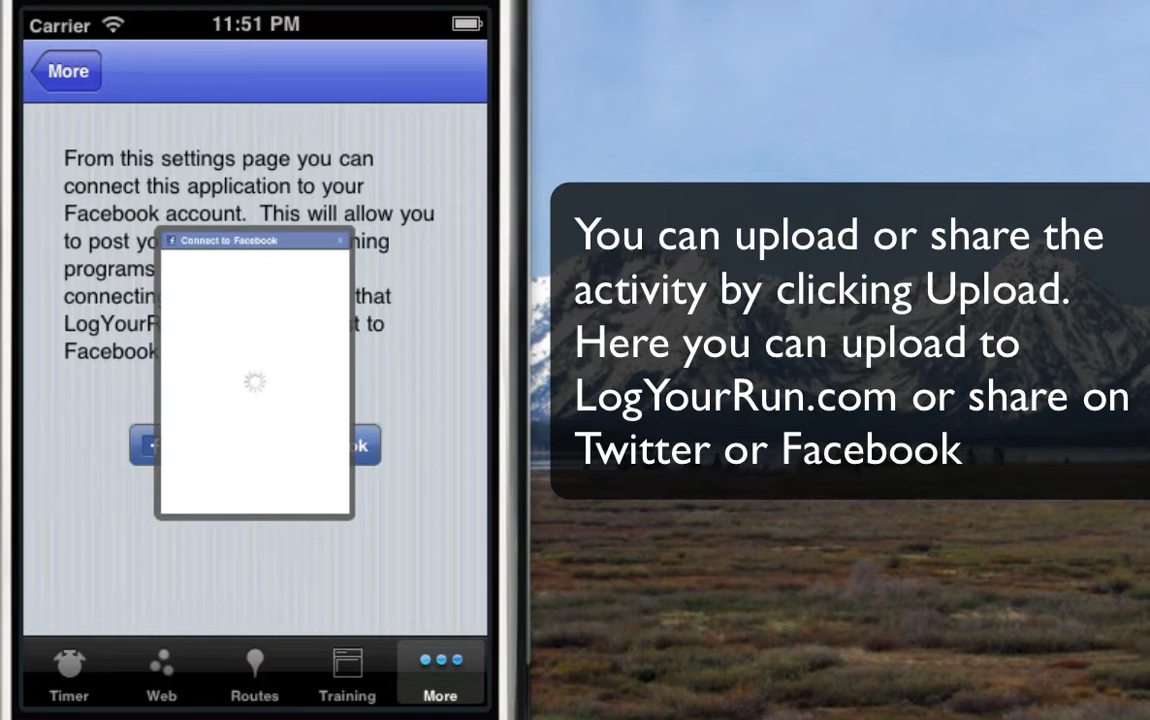 Carrier 11:51 PM
More
From this settings page you can
connect this application to your
Facebook account. This will allow you
to post
programs
connecting that
to
Facebook
Connect to Facebook
Timer Web Routes Training More
You can upload or share the
activity by clicking Upload.
Here you can upload to
LogYourRun.com or share on
Twitter or Facebook